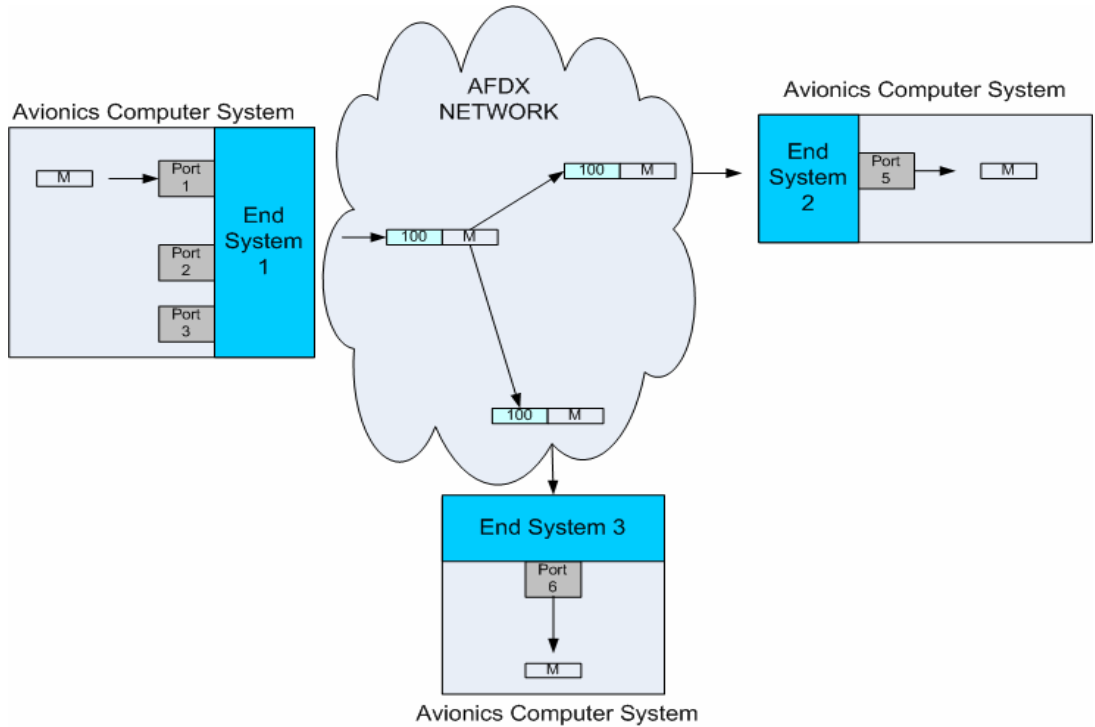 Avionics Computer System
M
Port
1
Port
2
Port
3
End
System
1
AFDX
NETWORK
100 M
100 M
100 M
Avionics Computer System
End
System
2
Port
5
M
End System 3
Port
6
M
Avionics Computer System